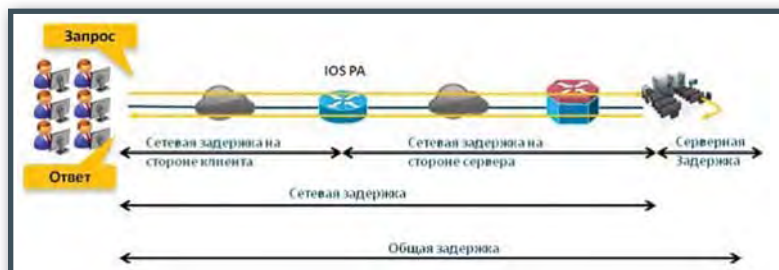 Запрос
IOS PA
Сетевая задержка на
стороне клиента
Сетевая задержка на
стороне сервера
Серверная
Задержка
Ответ
Сетевая задержка
Общая задержка